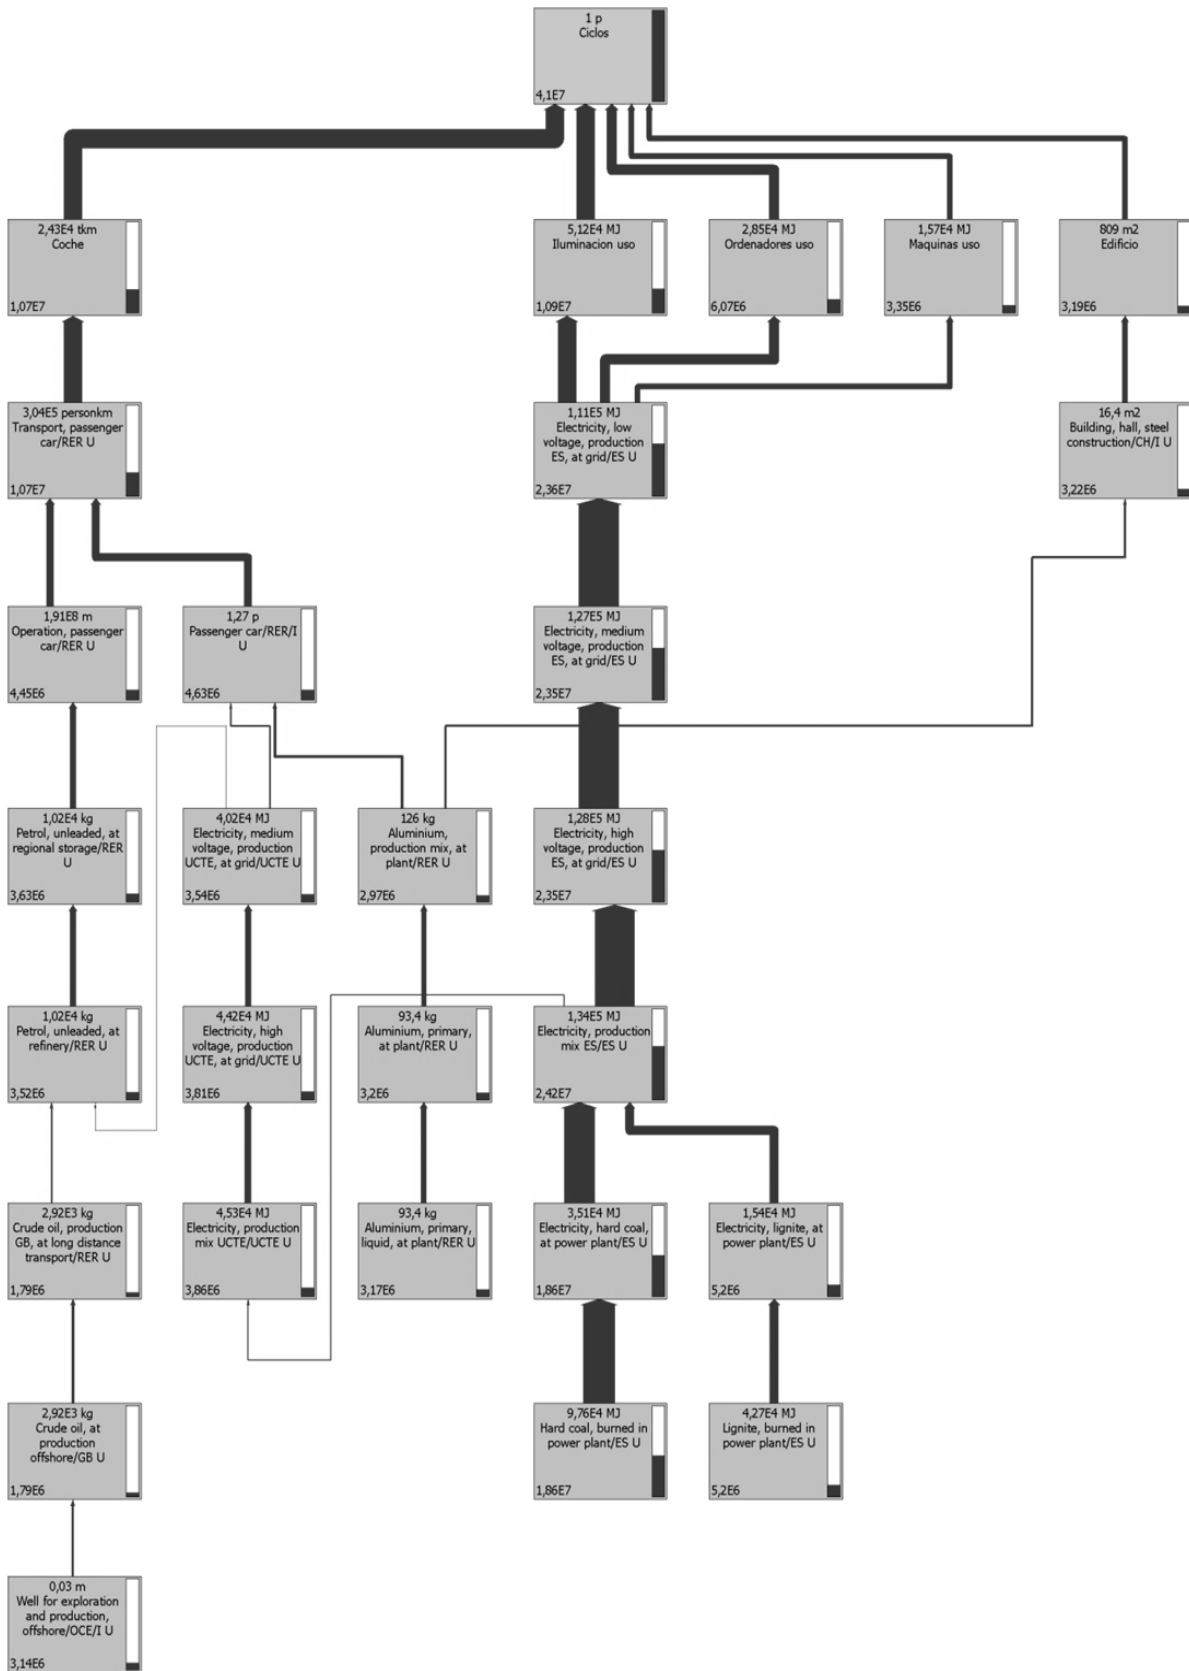 1 p
Ciclos
4,1E7
2,43E4 tkm
Coche
1,07E7
5,12E4 MJ
Iluminacion uso
1,09E7
2,85E4 MJ
Ordenadores uso
6,07E6
1,57E4 MJ
Maquinas uso
3,35E6
809 m2
Edificio
3,19E6
3,04E5 personkm
Transport, passenger
car/RER U
1,07E7
1,11E5 MJ
Electricity, low
voltage, production
ES, at grid/ES U
2,36E7
16,4 m2
Building, hall, steel
construction/CH/I U
3,22E6
1,91E8 m
Operation, passenger
car/RER U
4,45E6
1,27 p
Passenger car/RER/I
U
4,63E6
1,27E5 MJ
Electricity, medium
voltage, production
ES, at grid/ES U
2,35E7
1,02E4 kg
Petrol, unleaded, at
regional storage/RER
U
3,63E6
4,02E4 MJ
Electricity, medium
voltage, production
UCTE, at grid/UCTE U
3,54E6
126 kg
Aluminium,
production mix, at
plant/RER U
2,97E6
1,28E5 MJ
Electricity, high
voltage, production
ES, at grid/ES U
2,35E7
1,02E4 kg
Petrol, unleaded, at
refinery/RER U
3,52E6
4,42E4 MJ
Electricity, high
voltage, production
UCTE, at grid/UCTE U
3,81E6
93,4 kg
Aluminium, primary,
at plant/RER U
3,2E6
1,34E5 MJ
Electricity, production
mix ES/ES U
2,42E7
2,92E3 kg
Crude oil, production
GB, at long distance
transport/RER U
1,79E6
4,53E4 MJ
Electricity, production
mix UCTE/UCTE U
3,86E6
93,4 kg
Aluminium, primary,
liquid, at plant/RER U
3,17E6
3,51E4 MJ
Electricity, hard coal,
at power plant/ES U
1,86E7
1,54E4 MJ
Electricity, lignite, at
power plant/ES U
5,2E6
2,92E3 kg
Crude oil, at
production
offshore/GB U
1,79E6
9,76E4 MJ
Hard coal, burned in
power plant/ES U
1,86E7
4,27E4 MJ
Lignite, burned in
power plant/ES U
5,2E6
0,03 m
Well for exploration
and production,
offshore/OCE/I U
3,14E6